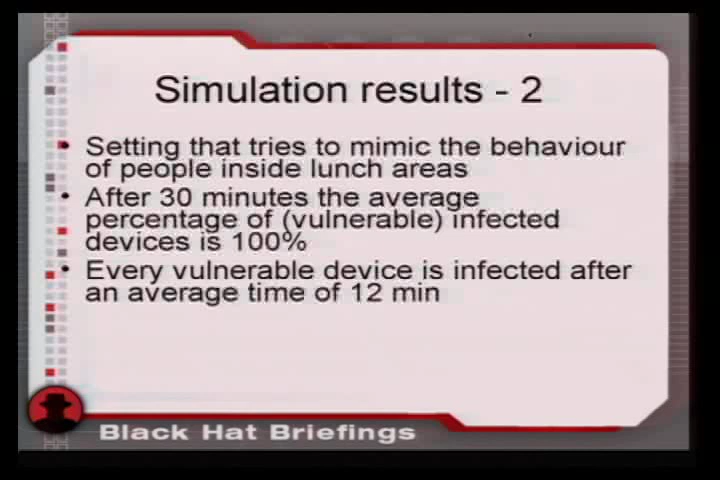 Simulation results - 2
• Setting that tries to mimic the behaviour
of people inside lunch areas
• After 30 minutes the average
percentage of (vulnerable) infected
devices is 100%
• Every vulnerable device is infected after
an average time of 12 min
Black Hat Briefings